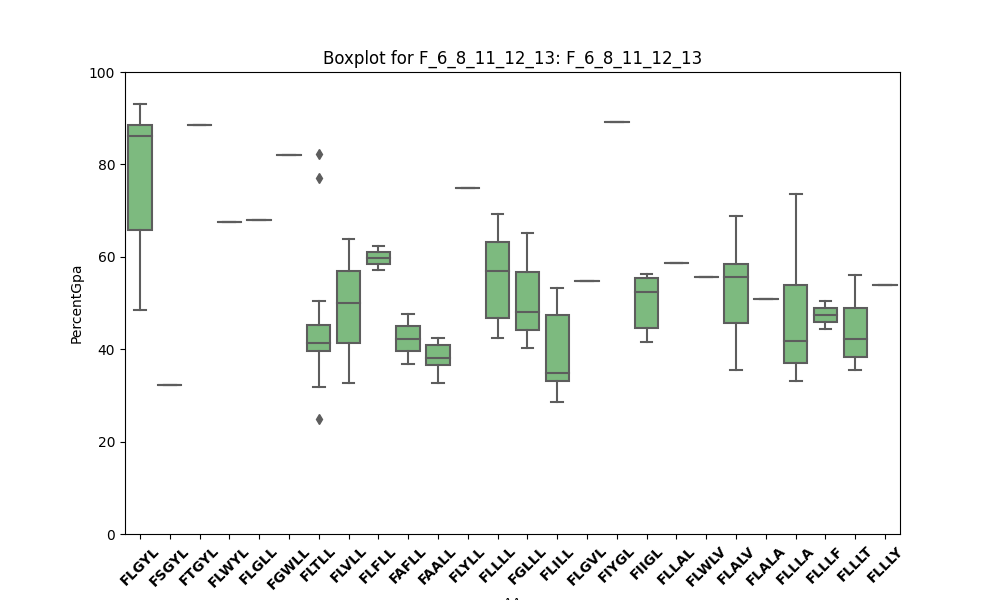 Boxplot for F_6_8_11_12_13: F_6_8_11_12_13
100
80
60
40
20
0
PercentGpa
FLGYL
FSGYL
FTGYL
FLWYL
FLGLL
FGWLL
FLTLL
FLVLL
FLFLL
FAFLL
FAALL
FLYLL
FLLLL
FGLLL
FLILL
FLGVL
FIYGL
FIIGL
FLLAL
FLWLV
FLALV
FLALA
FLLLA
FLLLF
FLLLT
FLLLY